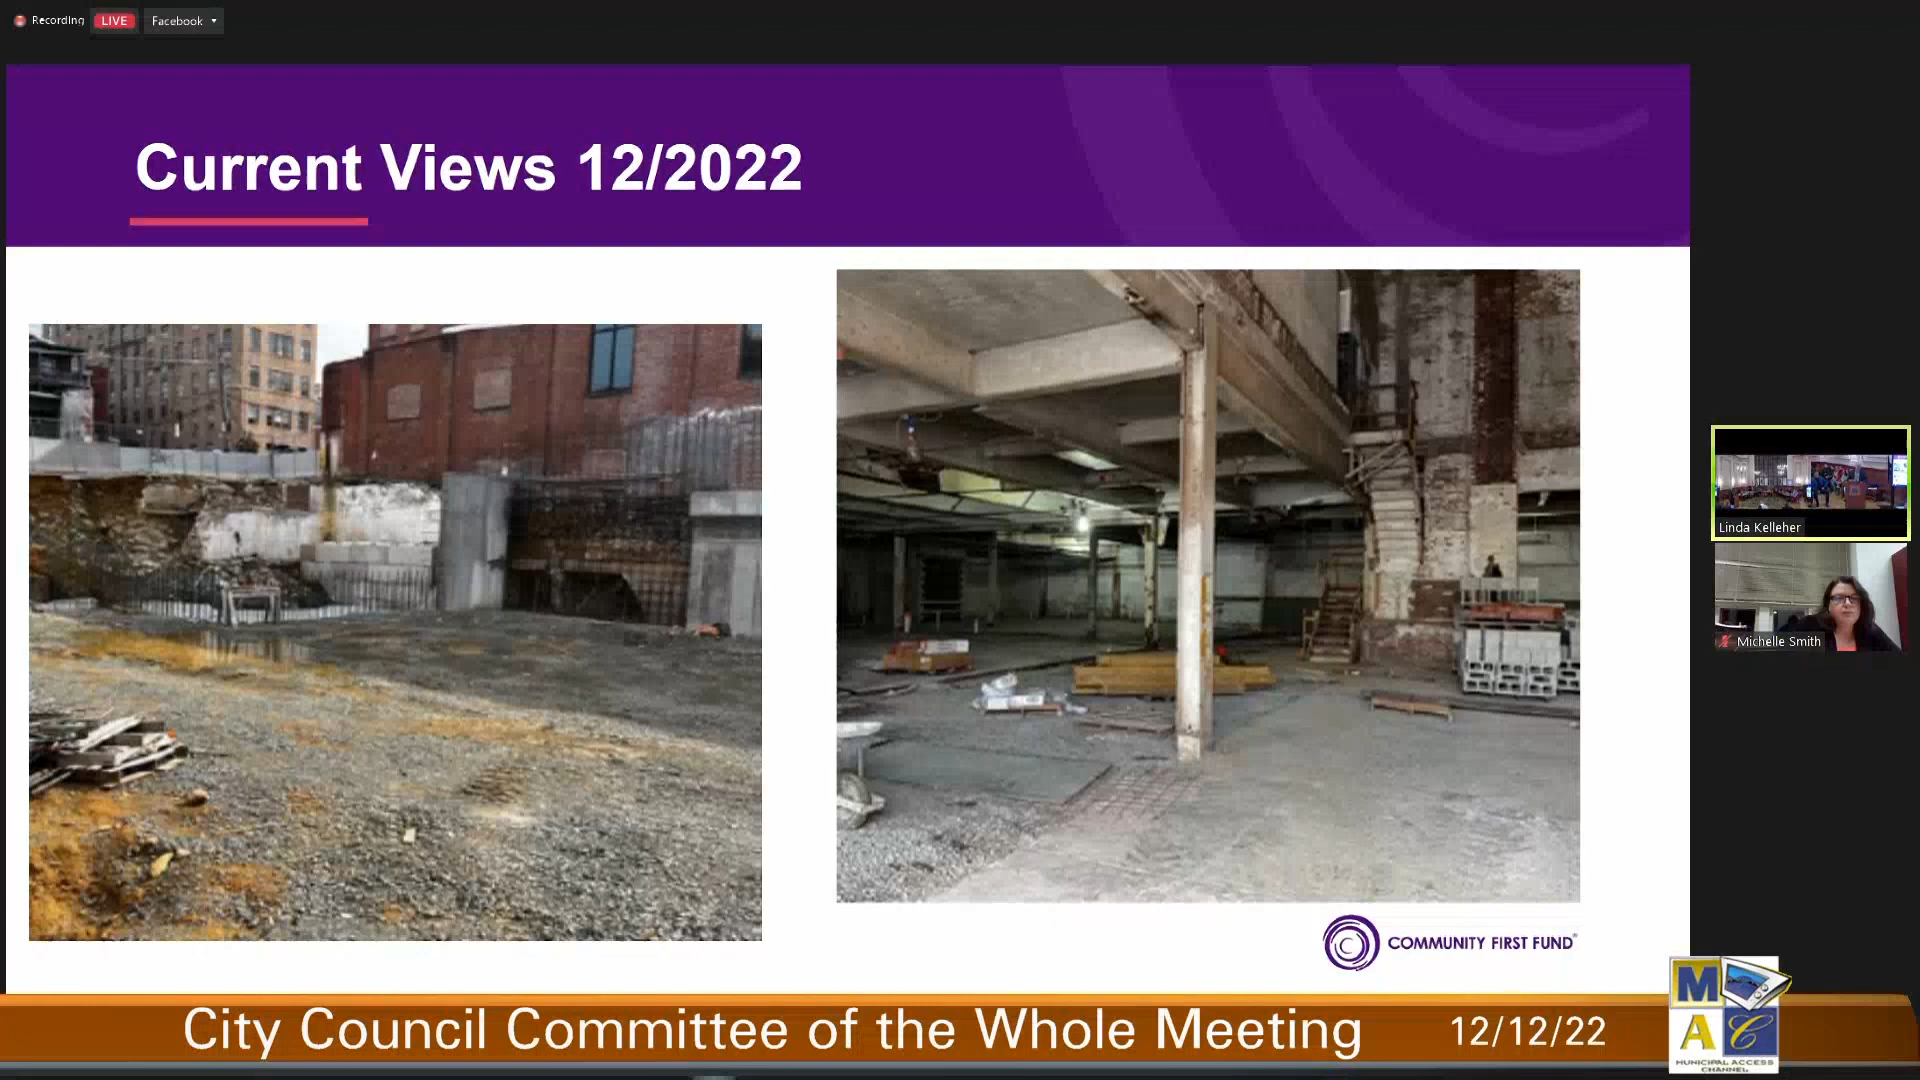 Recording
LIVE
Facebook
Current Views 12/2022
Linda Kelleher
Michelle Smith
COMMUNITY FIRST FUND
City Council Committee of the Whole Meeting
12/12/22
M
A C
MUNICIPAL ACCESS
CHANNEL